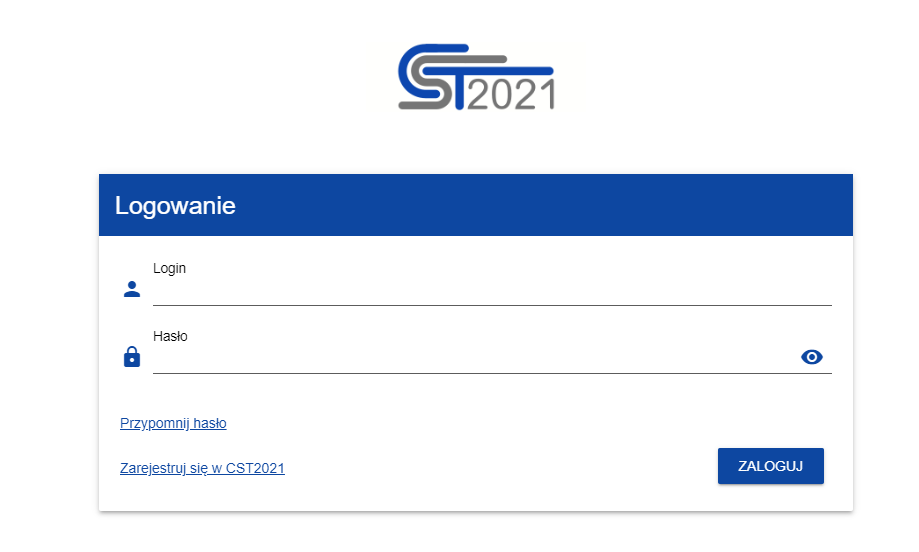 CST2021
Logowanie
Login
Hasło
Przypomnij hasło
Zarejestruj się w CST2021
ZALOGUJ